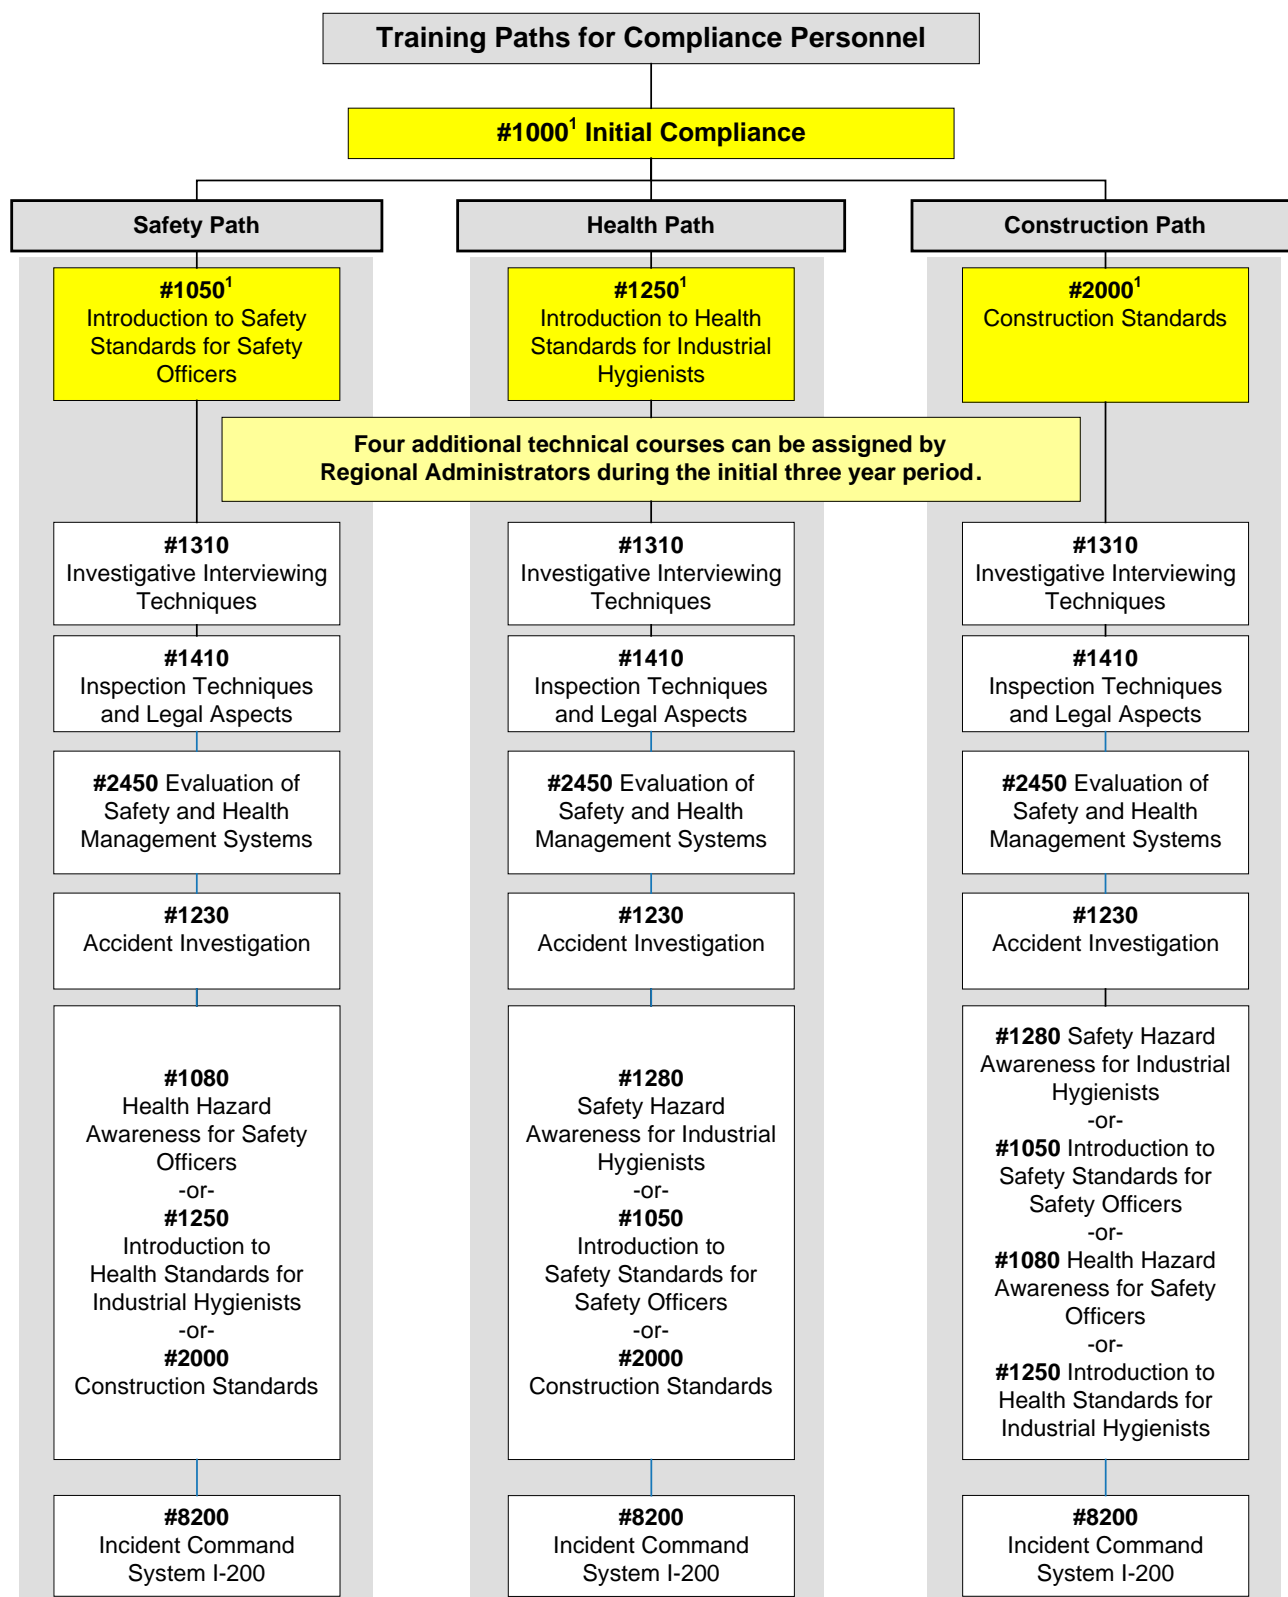 Training Paths for Compliance Personnel
#1000¹ Initial Compliance
Safety Path
Health Path
Construction Path
#1050¹
Introduction to Safety
Standards for Safety
Officers
#1250¹
Introduction to Health
Standards for Industrial
Hygienists
#2000¹
Construction Standards
Four additional technical courses can be assigned by
Regional Administrators during the initial three year period.
#1310
Investigative Interviewing
Techniques
#1310
Investigative Interviewing
Techniques
#1310
Investigative Interviewing
Techniques
#1410
Inspection Techniques
and Legal Aspects
#1410
Inspection Techniques
and Legal Aspects
#1410
Inspection Techniques
and Legal Aspects
#2450 Evaluation of
Safety and Health
Management Systems
#2450 Evaluation of
Safety and Health
Management Systems
#2450 Evaluation of
Safety and Health
Management Systems
#1230
Accident Investigation
#1230
Accident Investigation
#1230
Accident Investigation
#1080
Health Hazard
Awareness for Safety
Officers
-or-
#1250
Introduction to
Health Standards for
Industrial Hygienists
-or-
#2000
Construction Standards
#1280
Safety Hazard
Awareness for Industrial
Hygienists
-or-
#1050
Introduction to
Safety Standards for
Safety Officers
-or-
#2000
Construction Standards
#1280 Safety Hazard
Awareness for Industrial
Hygienists
-or-
#1050 Introduction to
Safety Standards for
Safety Officers
-or-
#1080 Health Hazard
Awareness for Safety
Officers
-or-
#1250 Introduction to
Health Standards for
Industrial Hygienists
#8200
Incident Command
System I-200
#8200
Incident Command
System I-200
#8200
Incident Command
System I-200